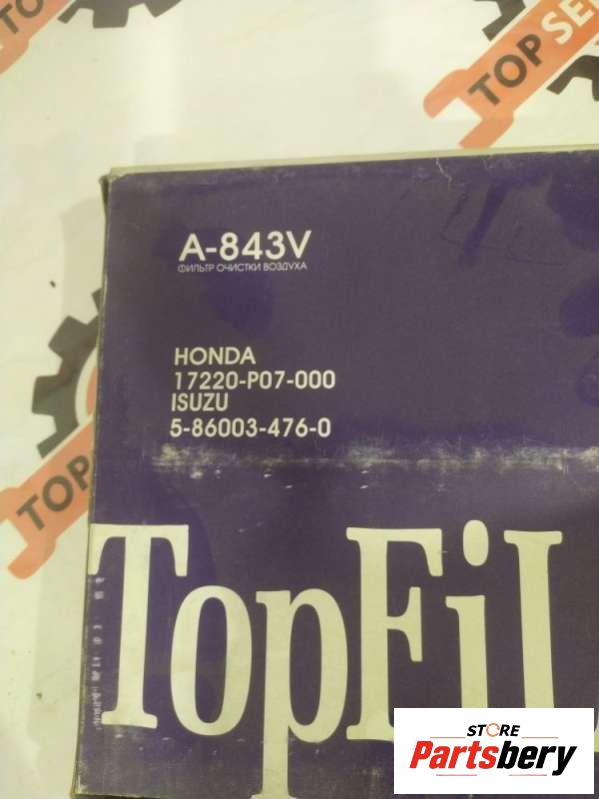 TOP SE
A-843V
ФИЛЬТР ОЧИСТКИ ВОЗДУХА
HONDA
17220-P07-000
ISUZU
5-86003-476-0
TOP
TopFiL
STORE
Partsbery